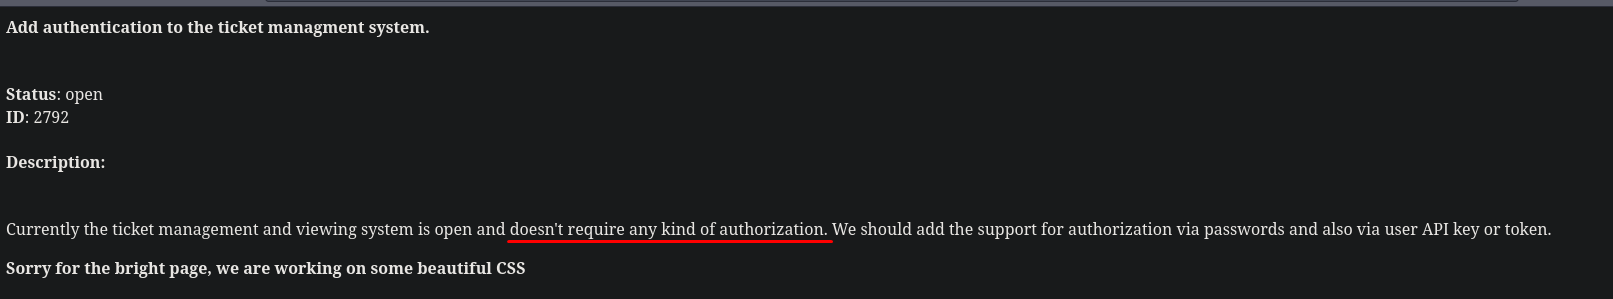 Add authentication to the ticket managment system.
Status: open
ID: 2792
Description:
Currently the ticket management and viewing system is open and doesn't require any kind of authorization. We should add the support for authorization via passwords and also via user API key or token.
Sorry for the bright page, we are working on some beautiful CSS